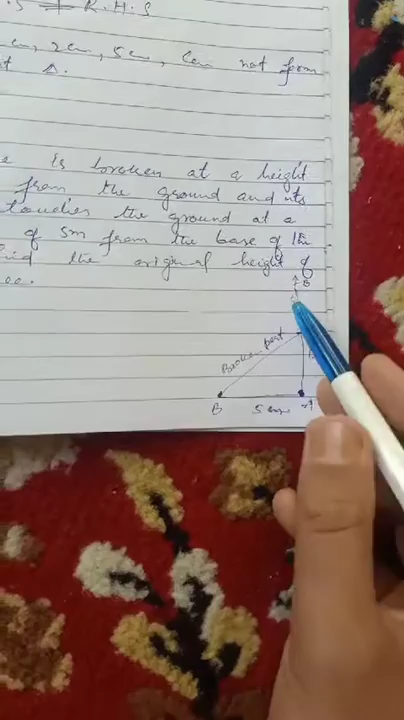 S ≠ R.H.S
cm, 2cm, 5cm, Can not form
Δ.
is broken at a height
from the ground and its
touches the ground at a
of 5m from the base of the
the original height of
B
Broken part
B 5cm A